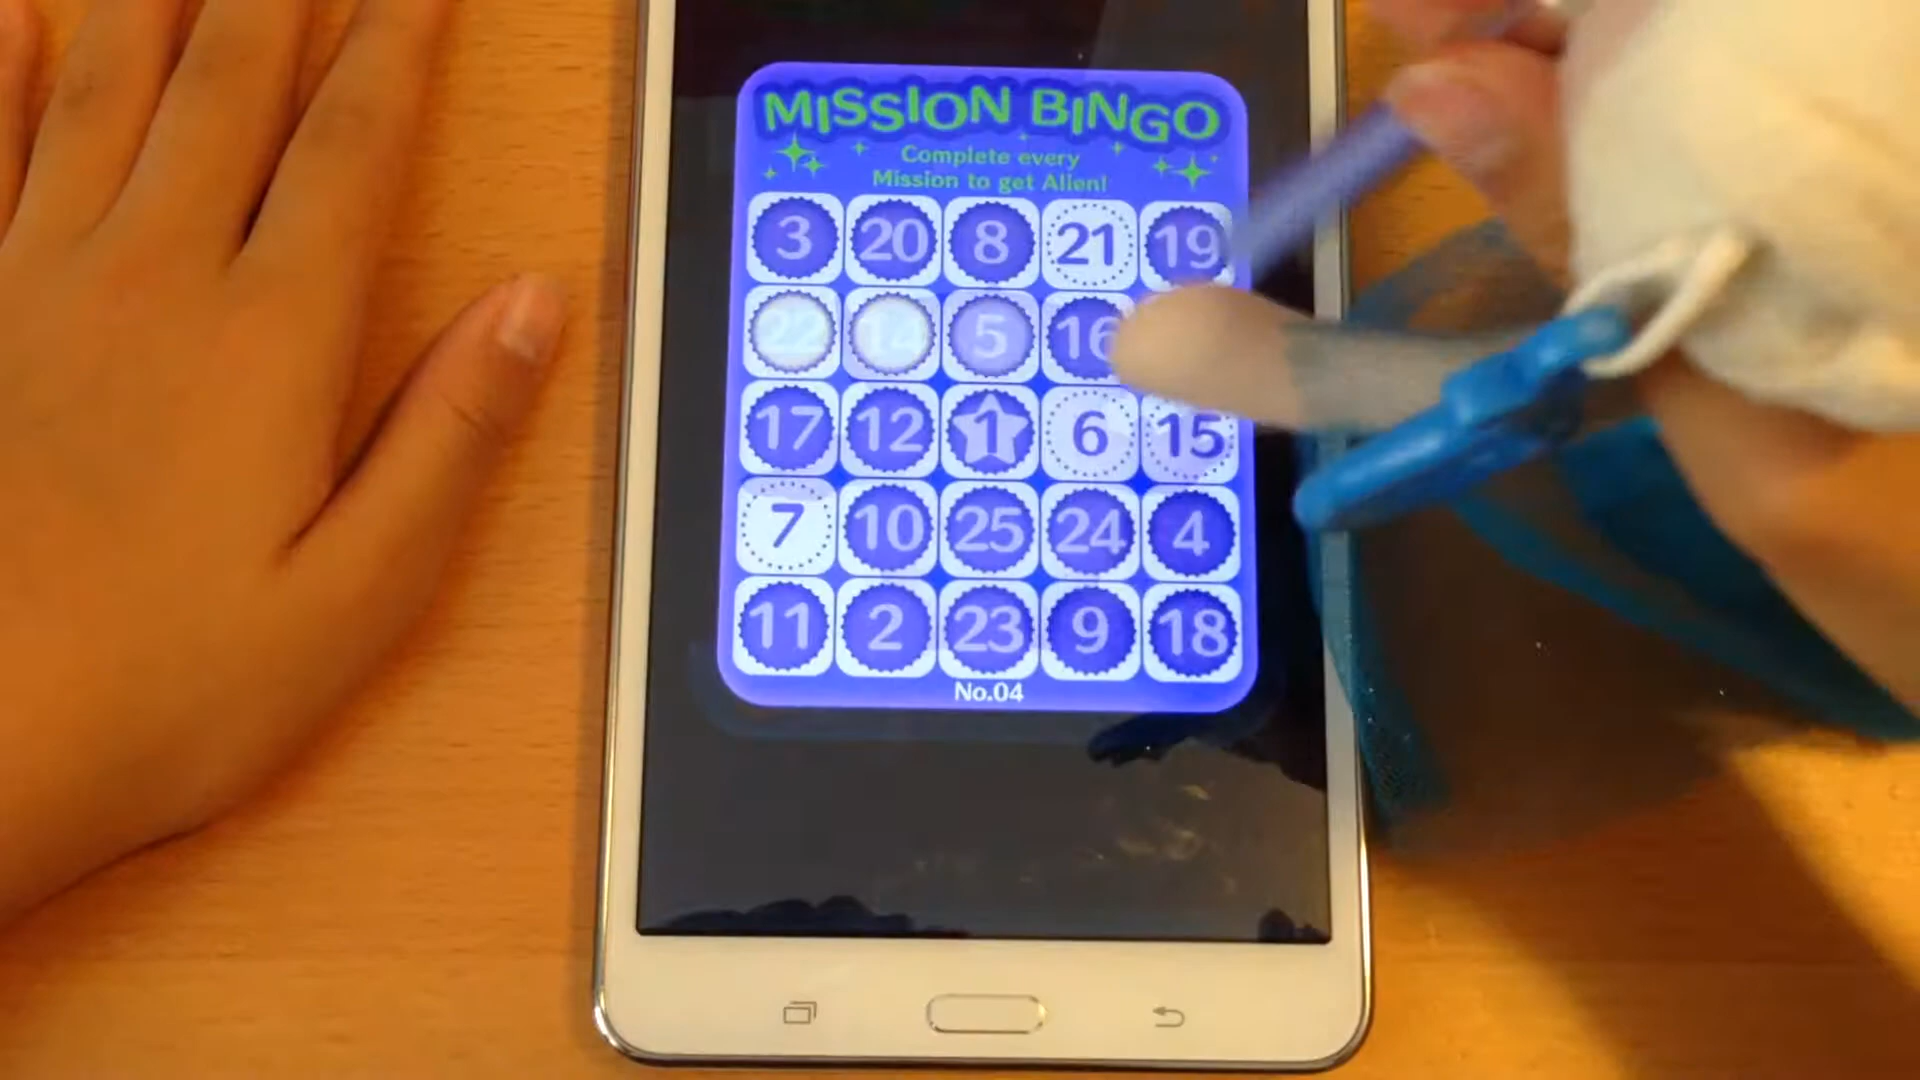 MISSION BINGO
Complete every
Mission to get Alien!
3 20 8 21 19
22 14 5 16
17 12 1 6 15
7 10 25 24 4
11 2 23 9 18
No.04